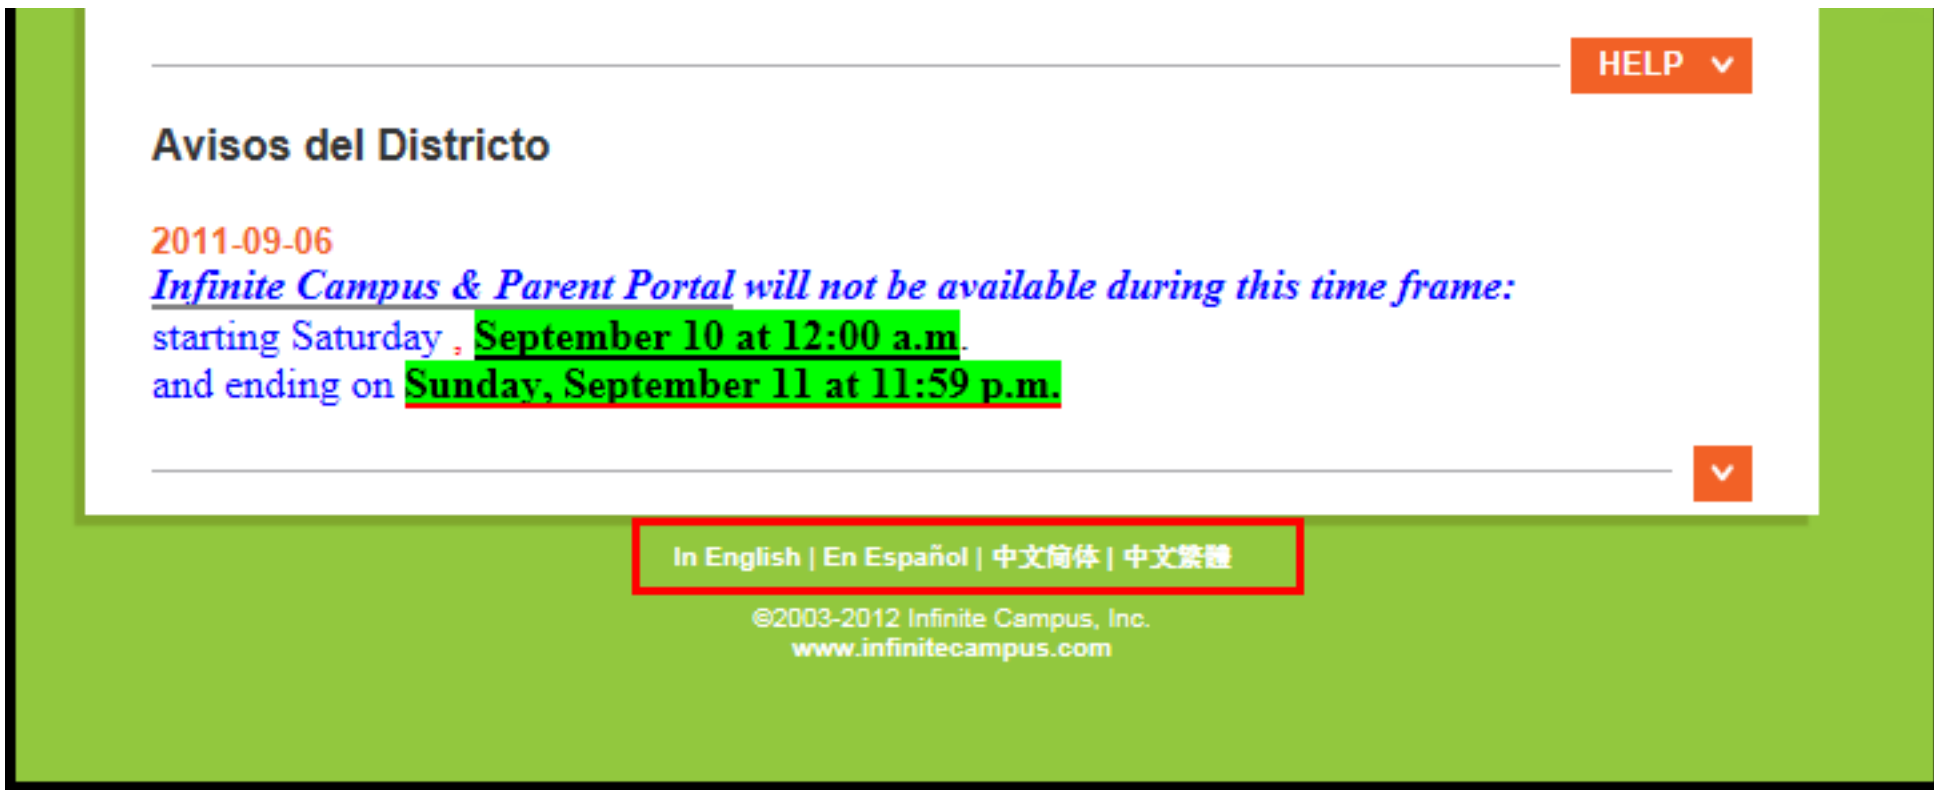 HELP
Avisos del Districto
2011-09-06
Infinite Campus & Parent Portal will not be available during this time frame:
starting Saturday , September 10 at 12:00 a.m.
and ending on Sunday, September 11 at 11:59 p.m.
In English | En Español | 中文简体 | 中文繁體
©2003-2012 Infinite Campus, Inc.
www.infinitecampus.com